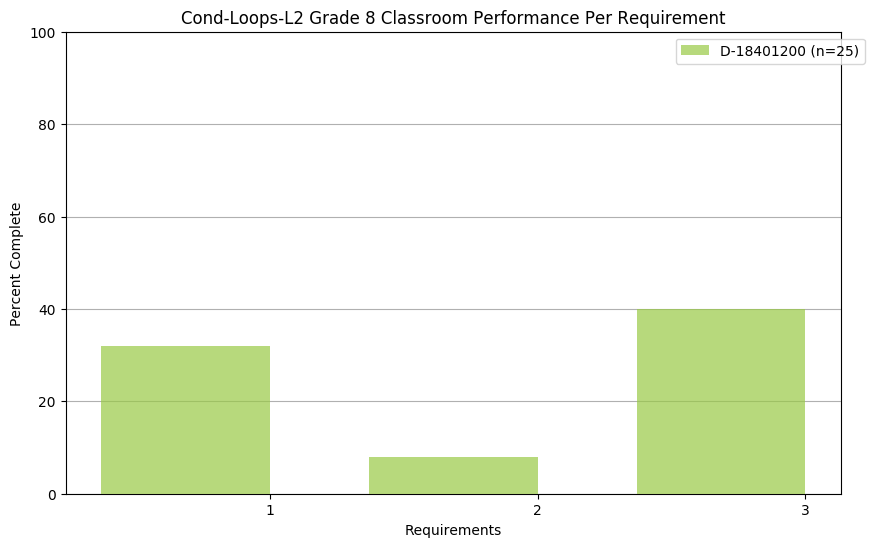 Cond-Loops-L2 Grade 8 Classroom Performance Per Requirement
D-18401200 (n=25)
100
80
60
40
20
0
Percent Complete
1 2 3
Requirements